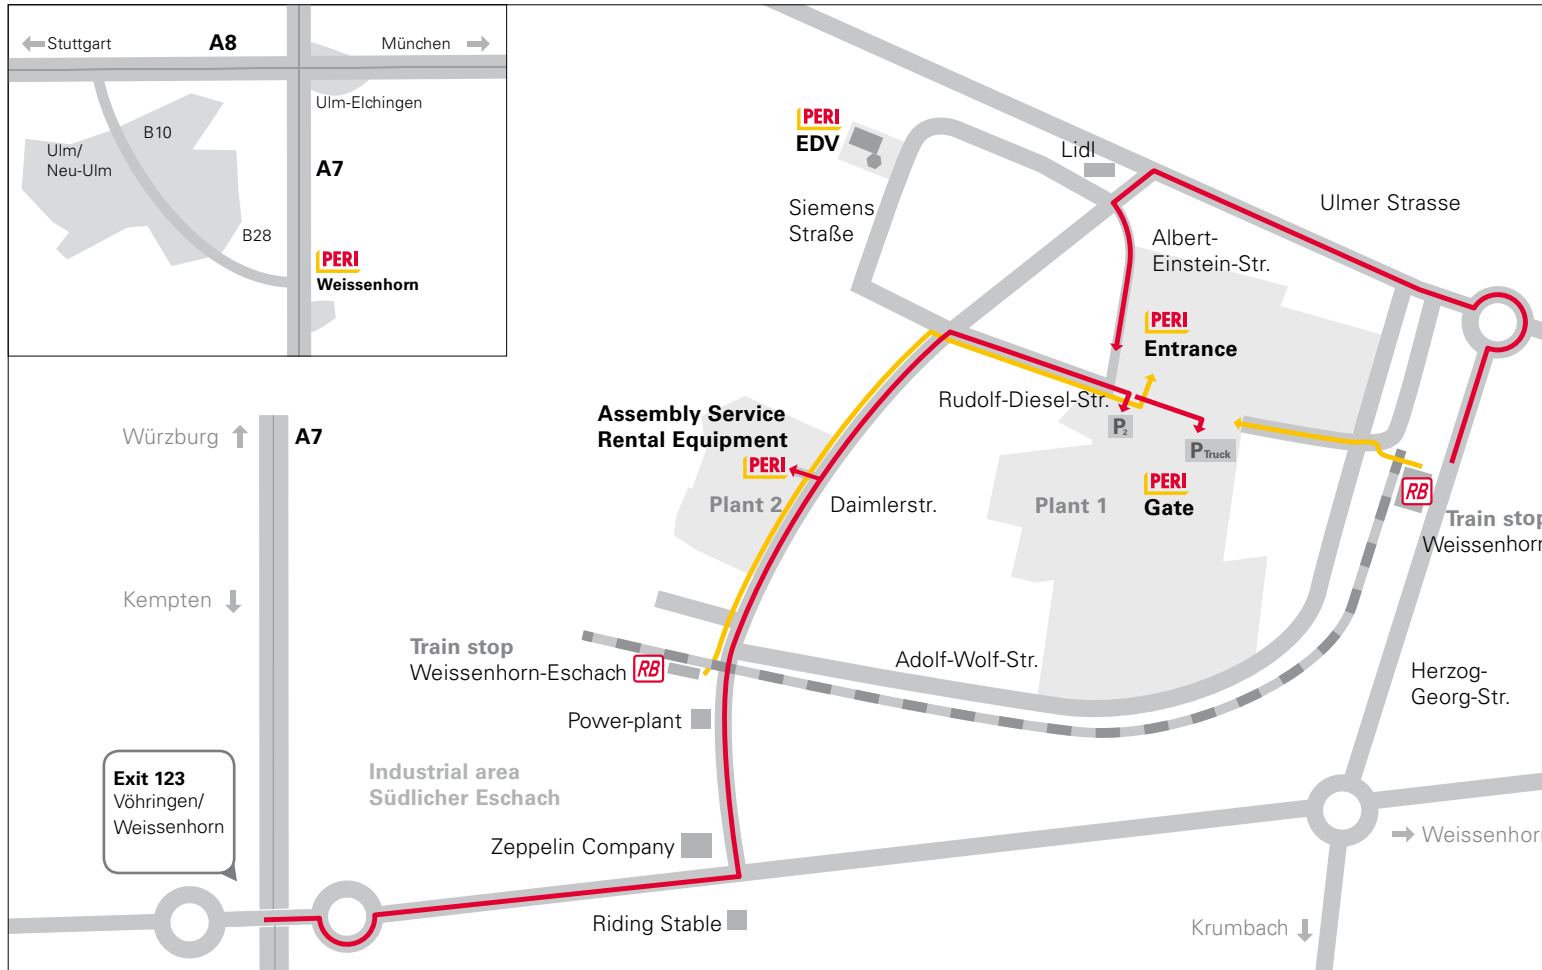 Stuttgart
A8
München
Ulm-Elchingen
B10
Ulm/
Neu-Ulm
A7
B28
PERI
Weissenhorn
PERI
EDV
Lidl
Siemens
Straße
Ulmer Strasse
Albert-
Einstein-Str.
PERI
Entrance
Rudolf-Diesel-Str.
Assembly Service
Rental Equipment
PERI
Plant 2
Daimlerstr.
P2
PTruck
Plant 1
PERI
Gate
RB
Train stop
Weissenhorn
Würzburg
A7
Kempten
Train stop
Weissenhorn-Eschach
RB
Adolf-Wolf-Str.
Herzog-
Georg-Str.
Power-plant
Industrial area
Südlicher Eschach
Exit 123
Vöhringen/
Weissenhorn
Zeppelin Company
Weissenhorn
Riding Stable
Krumbach